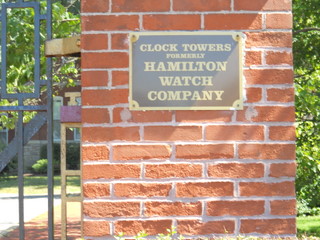 CLOCK TOWERS
FORMERLY
HAMILTON
WATCH
COMPANY